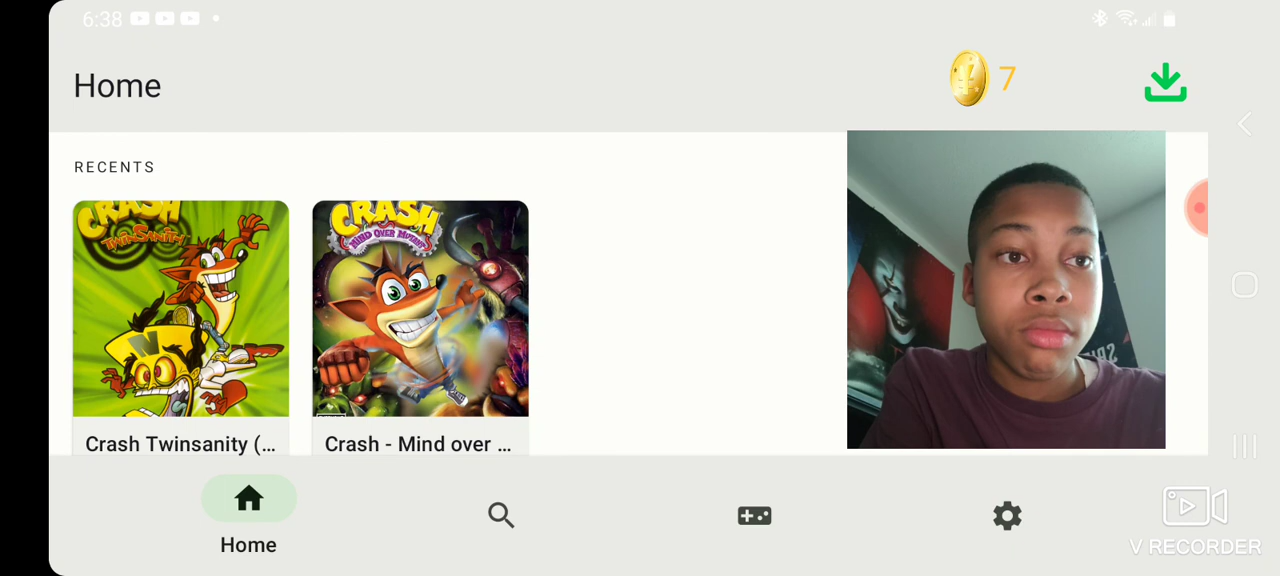 6:38
Home
7
RECENTS
CRASH
TWINSANITY
CRASH
MIND OVER MUTANT
Crash Twinsanity (...
Crash - Mind over ...
Home
V RECORDER